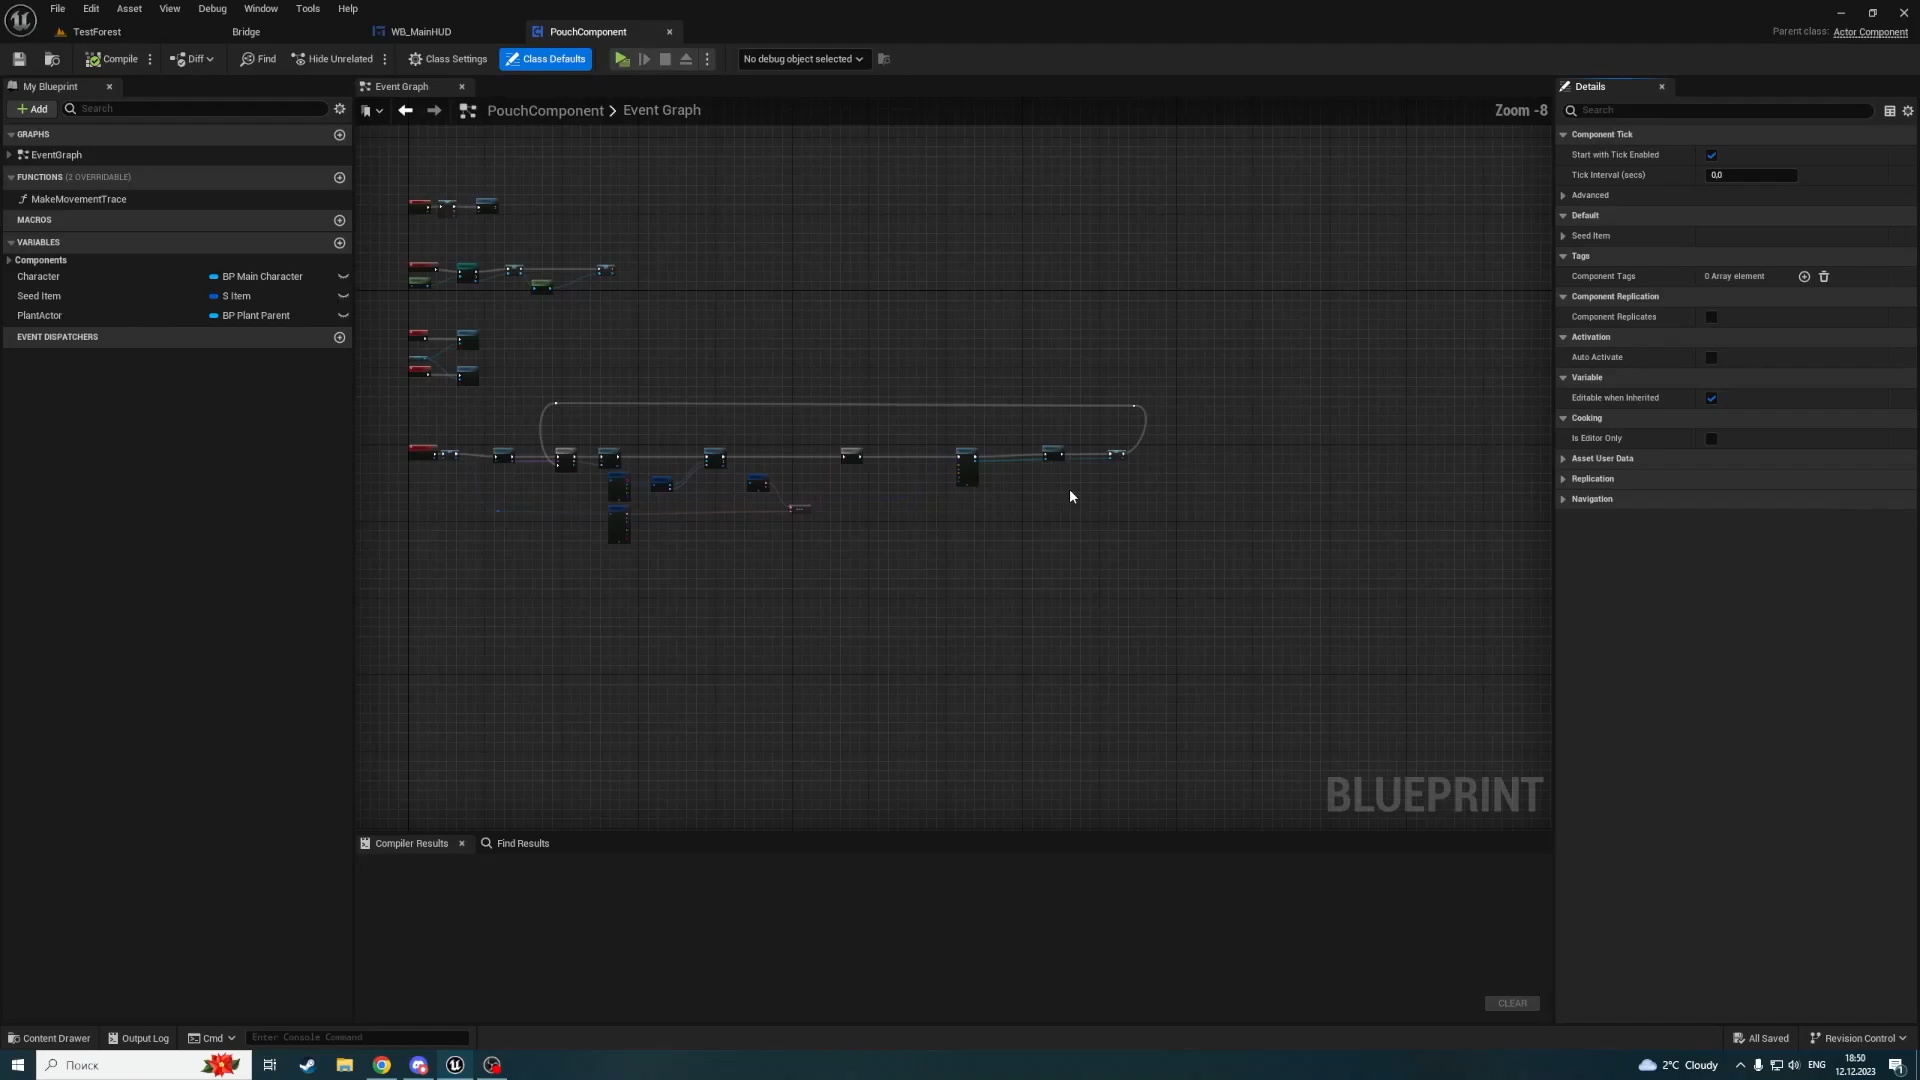 File Edit Asset View Window Debug Tools Help
TestForest Bridge WB_MainHUD PouchComponent
Parent class: Actor Component
Compile Diff Find Hide Unrelated Class Settings Class Defaults No debug object selected
My Blueprint
Add Search
GRAPHS
EventGraph
FUNCTIONS (2 OVERRIDABLE)
MakeMovementTrace
MACROS
VARIABLES
Components
Character BP Main Character
Seed Item S Item
PlantActor BP Plant Parent
EVENT DISPATCHERS
Event Graph
PouchComponent > Event Graph
Zoom -8
BLUEPRINT
Compiler Results Find Results
CLEAR
Details
Search
Component Tick
Start with Tick Enabled
Tick Interval (secs) 0,0
Advanced
Default
Seed Item
Tags
Component Tags 0 Array element
Component Replication
Component Replicates
Activation
Auto Activate
Variable
Editable when Inherited
Cooking
Is Editor Only
Asset User Data
Replication
Navigation
Content Drawer Output Log Cmd Enter Console Command
All Saved Revision Control
Поиск
2°C Cloudy ENG 18:50
12.12.2023
1